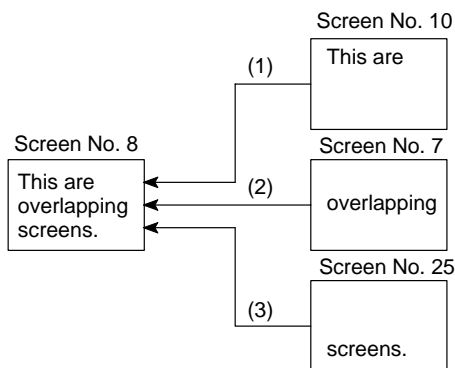 Screen No. 10
This are
(1)
Screen No. 8
This are
overlapping
screens.
Screen No. 7
(2)
overlapping
Screen No. 25
(3)
screens.